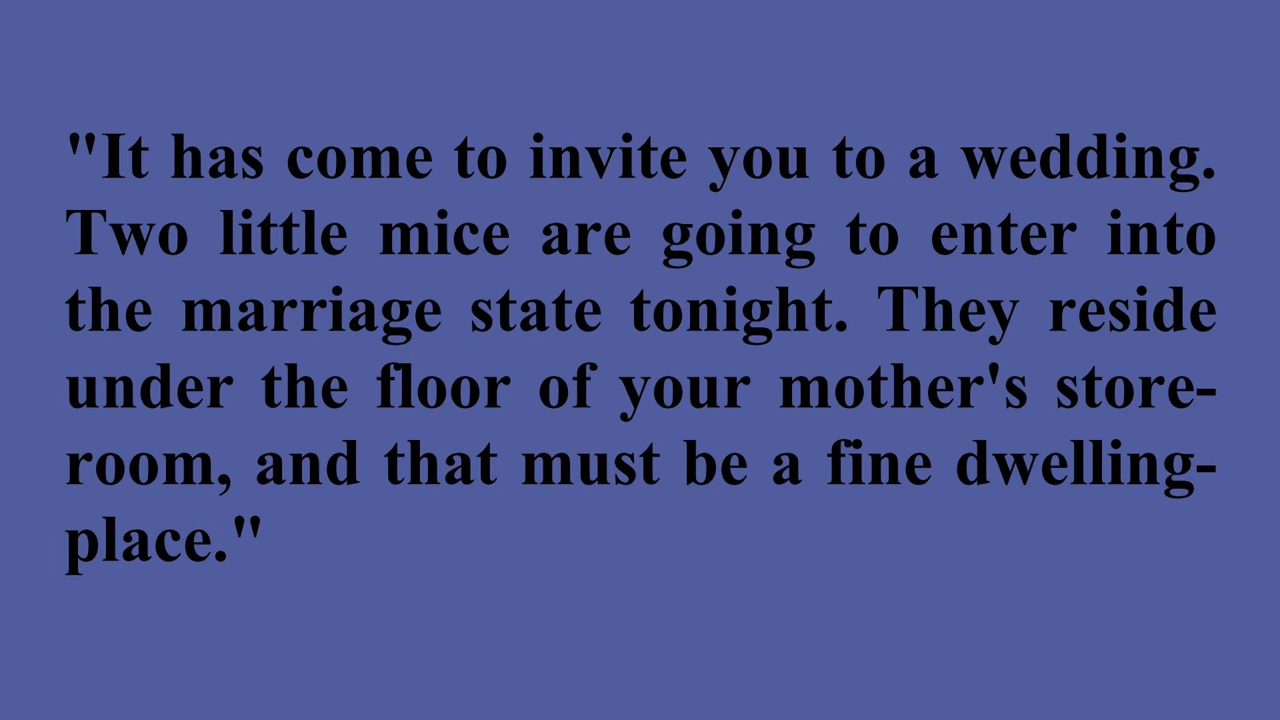 "It has come to invite you to a wedding.
Two little mice are going to enter into
the marriage state tonight. They reside
under the floor of your mother's store-
room, and that must be a fine dwelling-
place."